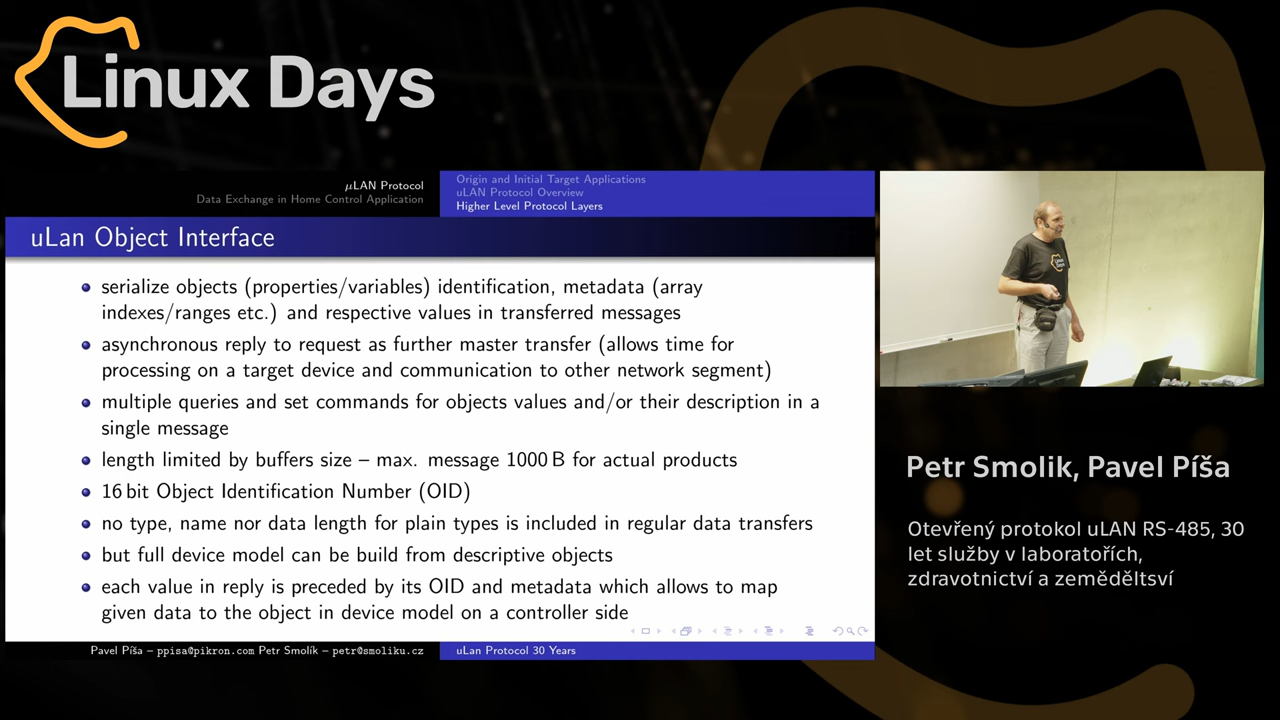 Linux Days
µLAN Protocol
Data Exchange in Home Control Application
Origin and Initial Target Applications
uLAN Protocol Overview
Higher Level Protocol Layers
uLan Object Interface
serialize objects (properties/variables) identification, metadata (array
indexes/ranges etc.) and respective values in transferred messages
asynchronous reply to request as further master transfer (allows time for
processing on a target device and communication to other network segment)
multiple queries and set commands for objects values and/or their description in a
single message
length limited by buffers size – max. message 1000 B for actual products
16 bit Object Identification Number (OID)
no type, name nor data length for plain types is included in regular data transfers
but full device model can be build from descriptive objects
each value in reply is preceded by its OID and metadata which allows to map
given data to the object in device model on a controller side
Pavel Píša – ppisa@pikron.com Petr Smolík – petr@smoliku.cz
uLan Protocol 30 Years
Linux
Days
Petr Smolik, Pavel Píša
Otevřený protokol uLAN RS-485, 30
let služby v laboratořích,
zdravotnictví a zeměděltsví